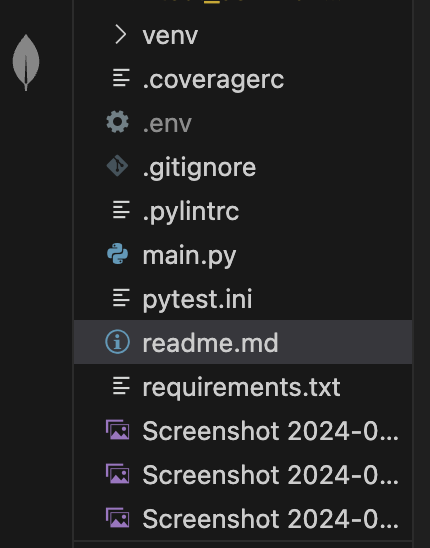 venv
.coveragerc
.env
.gitignore
.pylintrc
main.py
pytest.ini
readme.md
requirements.txt
Screenshot 2024-0...
Screenshot 2024-0...
Screenshot 2024-0...